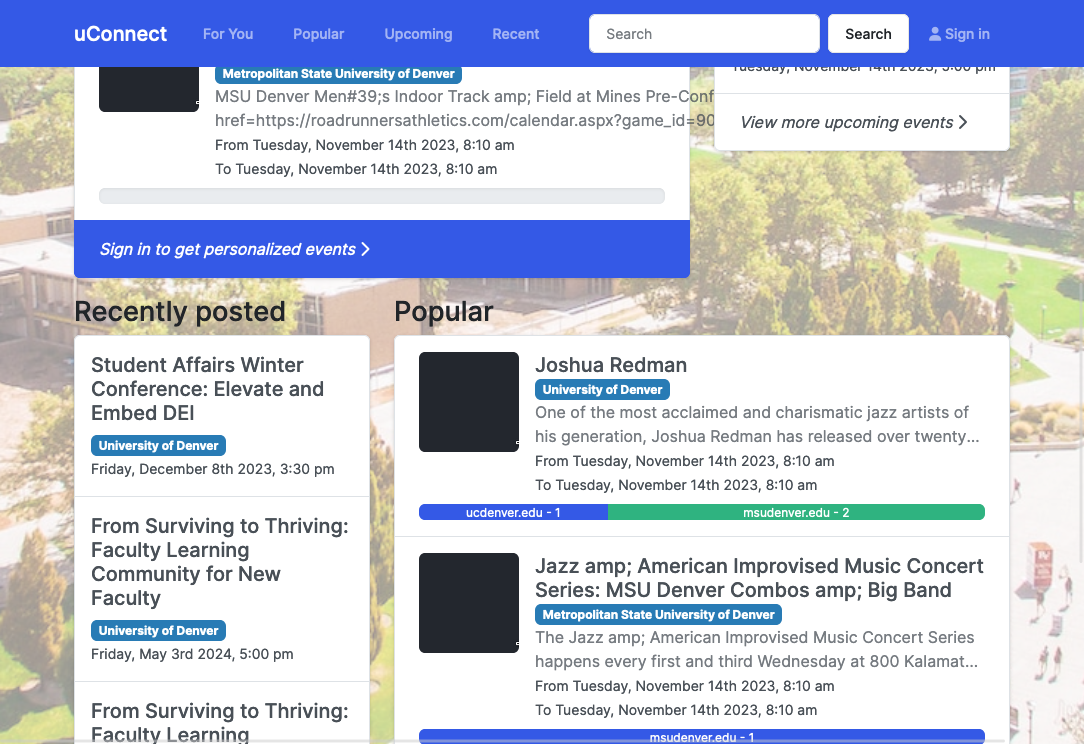 uConnect
For You
Popular
Upcoming
Recent
Search
Search
Sign in
Metropolitan State University of Denver
MSU Denver Men#39;s Indoor Track amp; Field at Mines Pre-Conf
href=https://roadrunnersathletics.com/calendar.aspx?game_id=90
From Tuesday, November 14th 2023, 8:10 am
To Tuesday, November 14th 2023, 8:10 am
Sign in to get personalized events
Tuesday, November 14th 2023, 5:00 pm
View more upcoming events
Recently posted
Student Affairs Winter
Conference: Elevate and
Embed DEI
University of Denver
Friday, December 8th 2023, 3:30 pm
From Surviving to Thriving:
Faculty Learning
Community for New
Faculty
University of Denver
Friday, May 3rd 2024, 5:00 pm
From Surviving to Thriving:
Faculty Learning
Popular
Joshua Redman
University of Denver
One of the most acclaimed and charismatic jazz artists of
his generation, Joshua Redman has released over twenty...
From Tuesday, November 14th 2023, 8:10 am
To Tuesday, November 14th 2023, 8:10 am
ucdenver.edu - 1
msudenver.edu - 2
Jazz amp; American Improvised Music Concert
Series: MSU Denver Combos amp; Big Band
Metropolitan State University of Denver
The Jazz amp; American Improvised Music Concert Series
happens every first and third Wednesday at 800 Kalamat...
From Tuesday, November 14th 2023, 8:10 am
To Tuesday, November 14th 2023, 8:10 am
msudenver.edu - 1